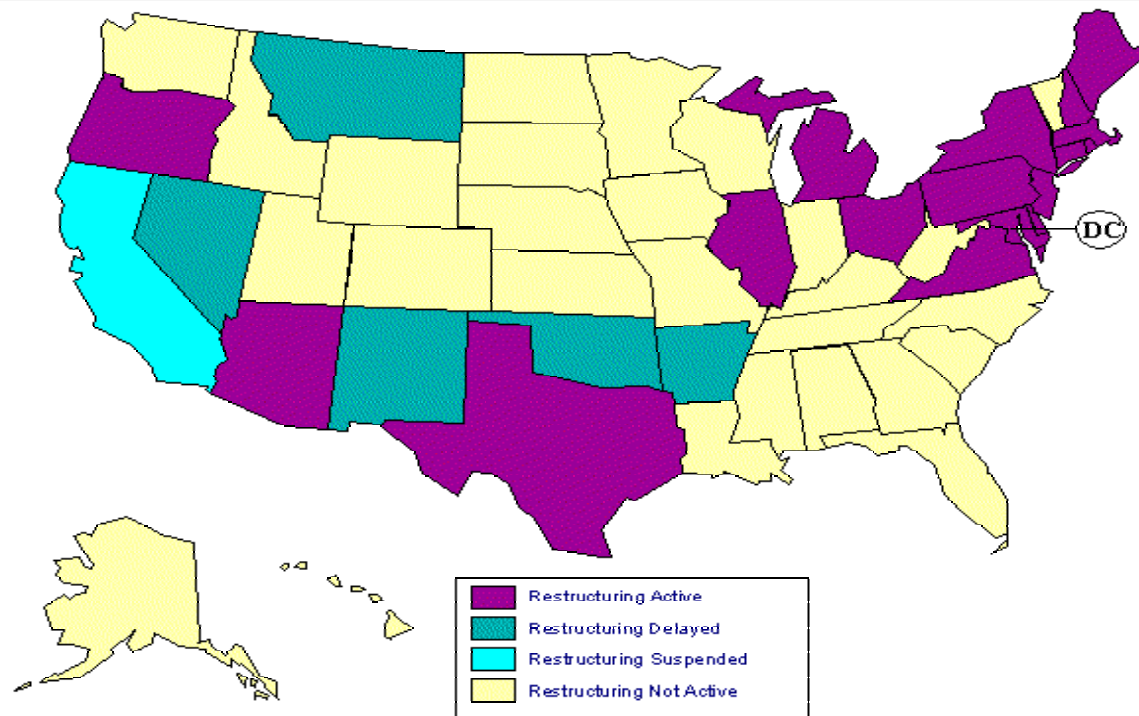 DC
Restructuring Active
Restructuring Delayed
Restructuring Suspended
Restructuring Not Active